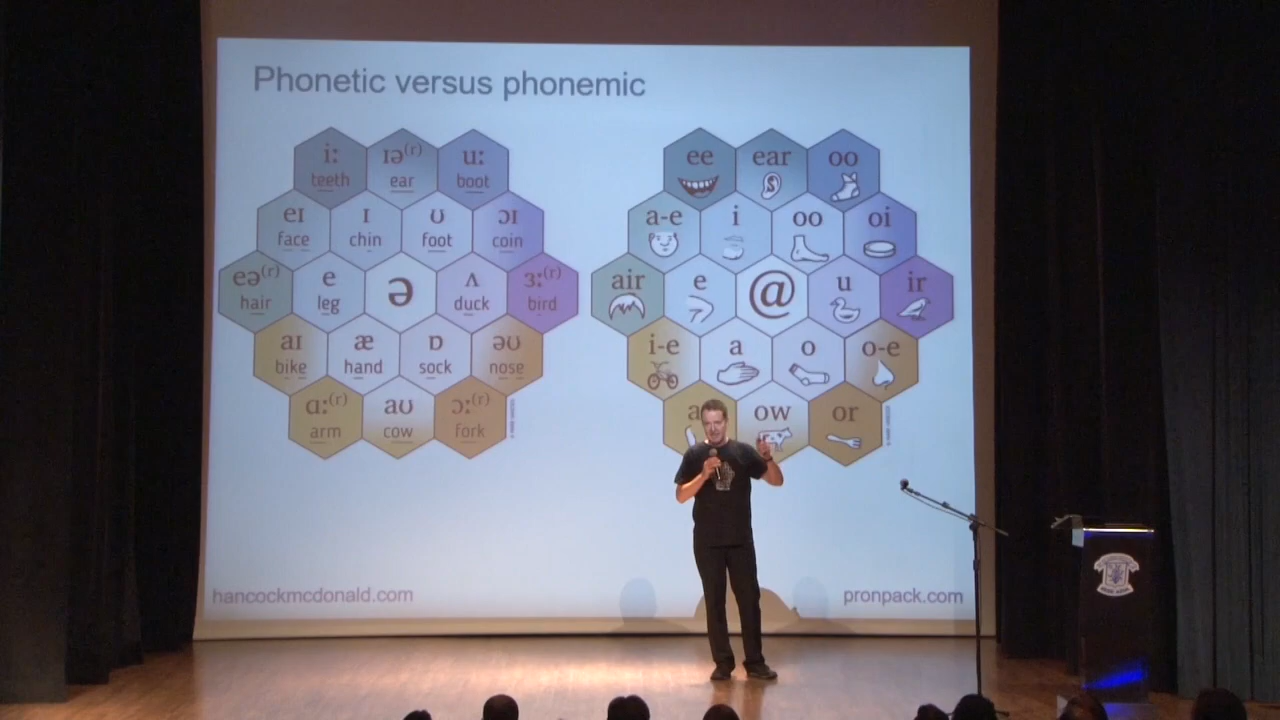 Phonetic versus phonemic
iː ɪə(r) uː
teeth ear boot
eɪ ɪ ʊ ɔɪ
face chin foot coin
eə(r) e ə ʌ ɜː(r)
hair leg duck bird
aɪ æ ɒ əʊ
bike hand sock nose
ɑː(r) aʊ ɔː(r)
arm cow fork
ee ear oo
a-e i oo oi
air e @ u ir
i-e a o o-e
ow or
hancockmcdonald.com
pronpack.com